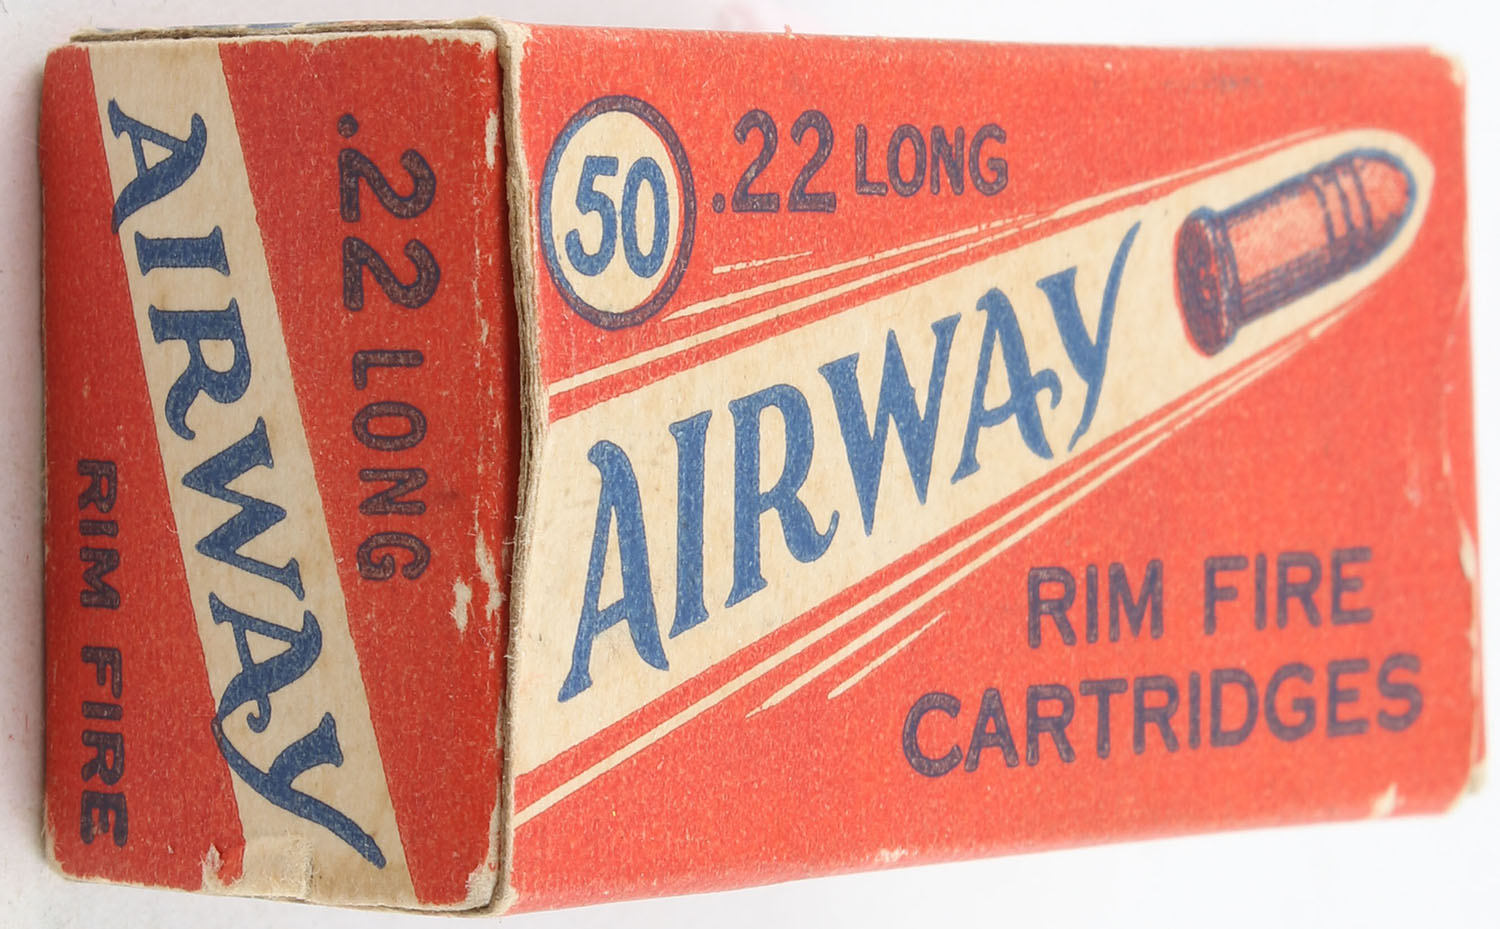 50
.22 LONG
AIRWAY
RIM FIRE
CARTRIDGES
.22 LONG
AIRWAY
RIM FIRE